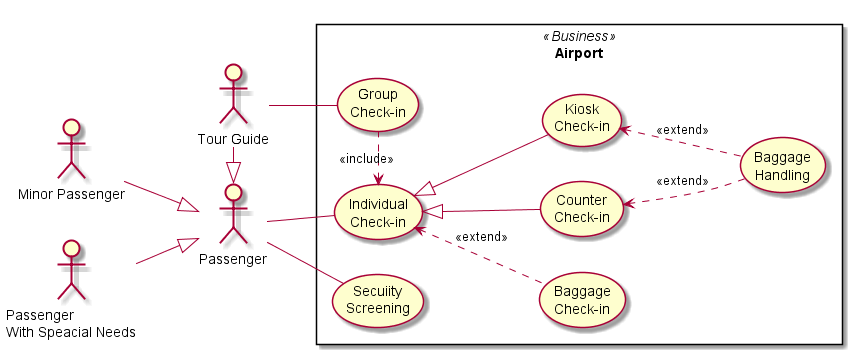 «Business»
Airport
Group
Check-in
Kiosk
Check-in
Tour Guide
«extend»
«include»
Baggage
Handling
Minor Passenger
«extend»
Individual
Check-in
Counter
Check-in
«extend»
Passenger
Secuiity
Screening
Baggage
Check-in
Passenger
With Speacial Needs